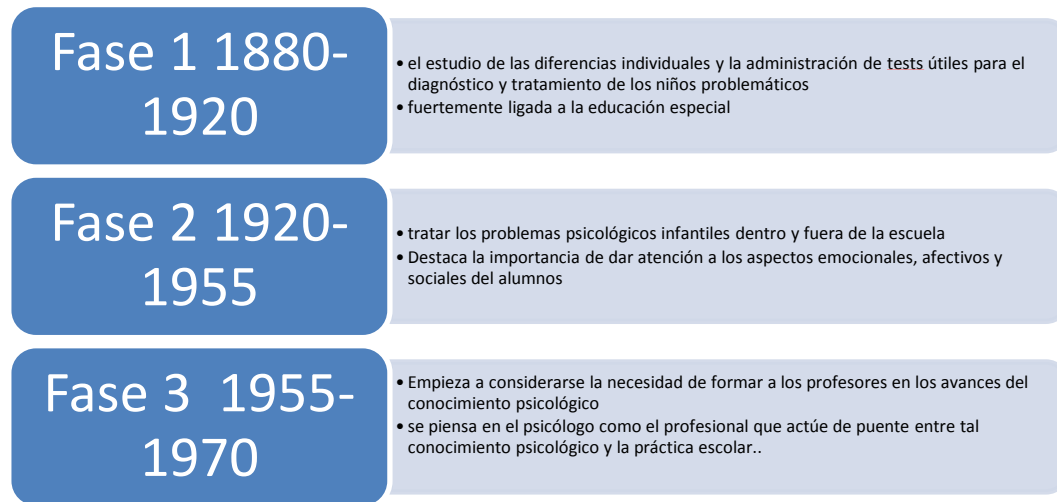 Fase 1 1880-
1920
• el estudio de las diferencias individuales y la administración de tests útiles para el
diagnóstico y tratamiento de los niños problemáticos
• fuertemente ligada a la educación especial
Fase 2 1920-
1955
• tratar los problemas psicológicos infantiles dentro y fuera de la escuela
• Destaca la importancia de dar atención a los aspectos emocionales, afectivos y
sociales del alumnos
Fase 3 1955-
1970
• Empieza a considerarse la necesidad de formar a los profesores en los avances del
conocimiento psicológico
• se piensa en el psicólogo como el profesional que actúe de puente entre tal
conocimiento psicológico y la práctica escolar..